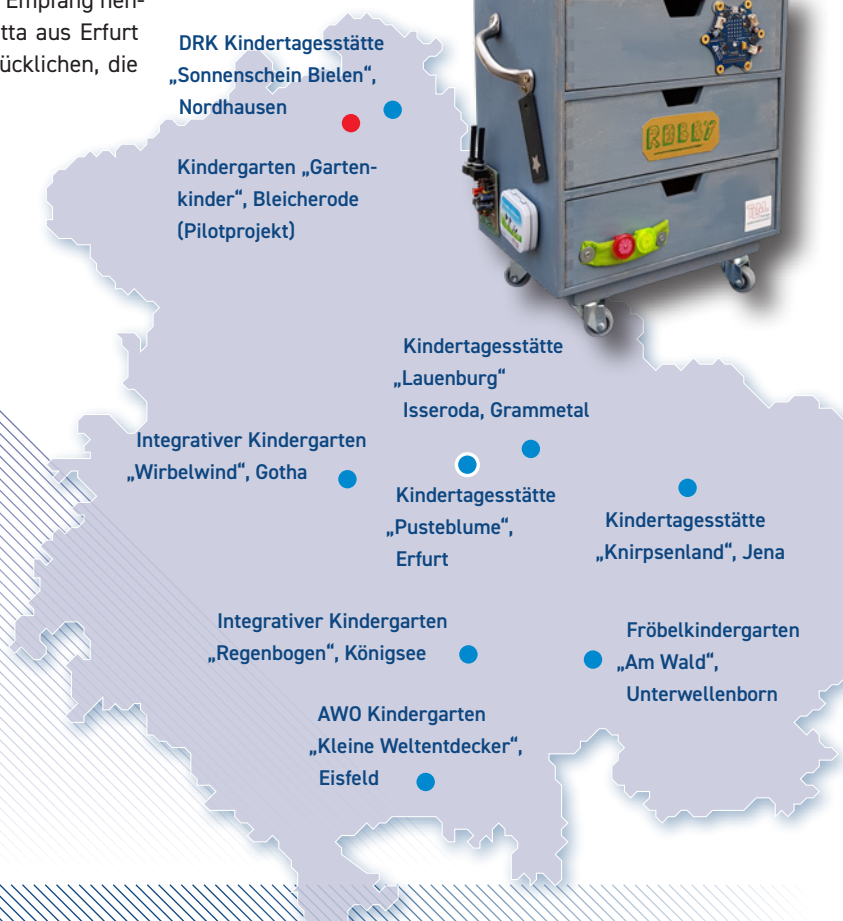 Empfang neh-
tta aus Erfurt
ücklichen, die
DRK Kindertagesstätte
„Sonnenschein Bielen“,
Nordhausen
Kindergarten „Garten-
kinder“, Bleicherode
(Pilotprojekt)
ROBBY
Kindertagesstätte
„Lauenburg“
Isseroda, Grammetal
Integrativer Kindergarten
„Wirbelwind“, Gotha
Kindertagesstätte
„Pusteblume“,
Erfurt
Kindertagesstätte
„Knirpsenland“, Jena
Integrativer Kindergarten
„Regenbogen“, Königsee
Fröbelkindergarten
„Am Wald“,
Unterwellenborn
AWO Kindergarten
„Kleine Weltentdecker“,
Eisfeld